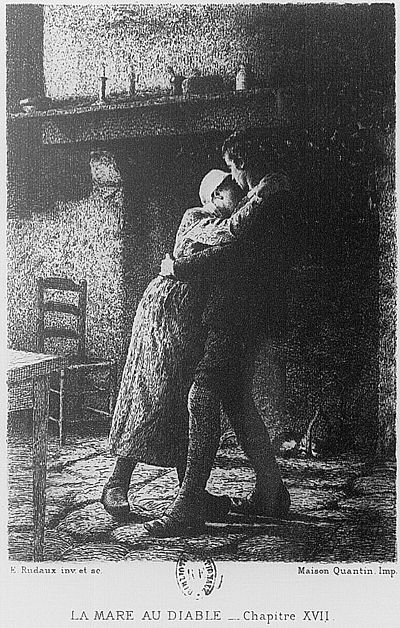 E. Rudaux inv. et sc.
Maison Quantin. Imp.
LA MARE AU DIABLE — Chapitre XVII.